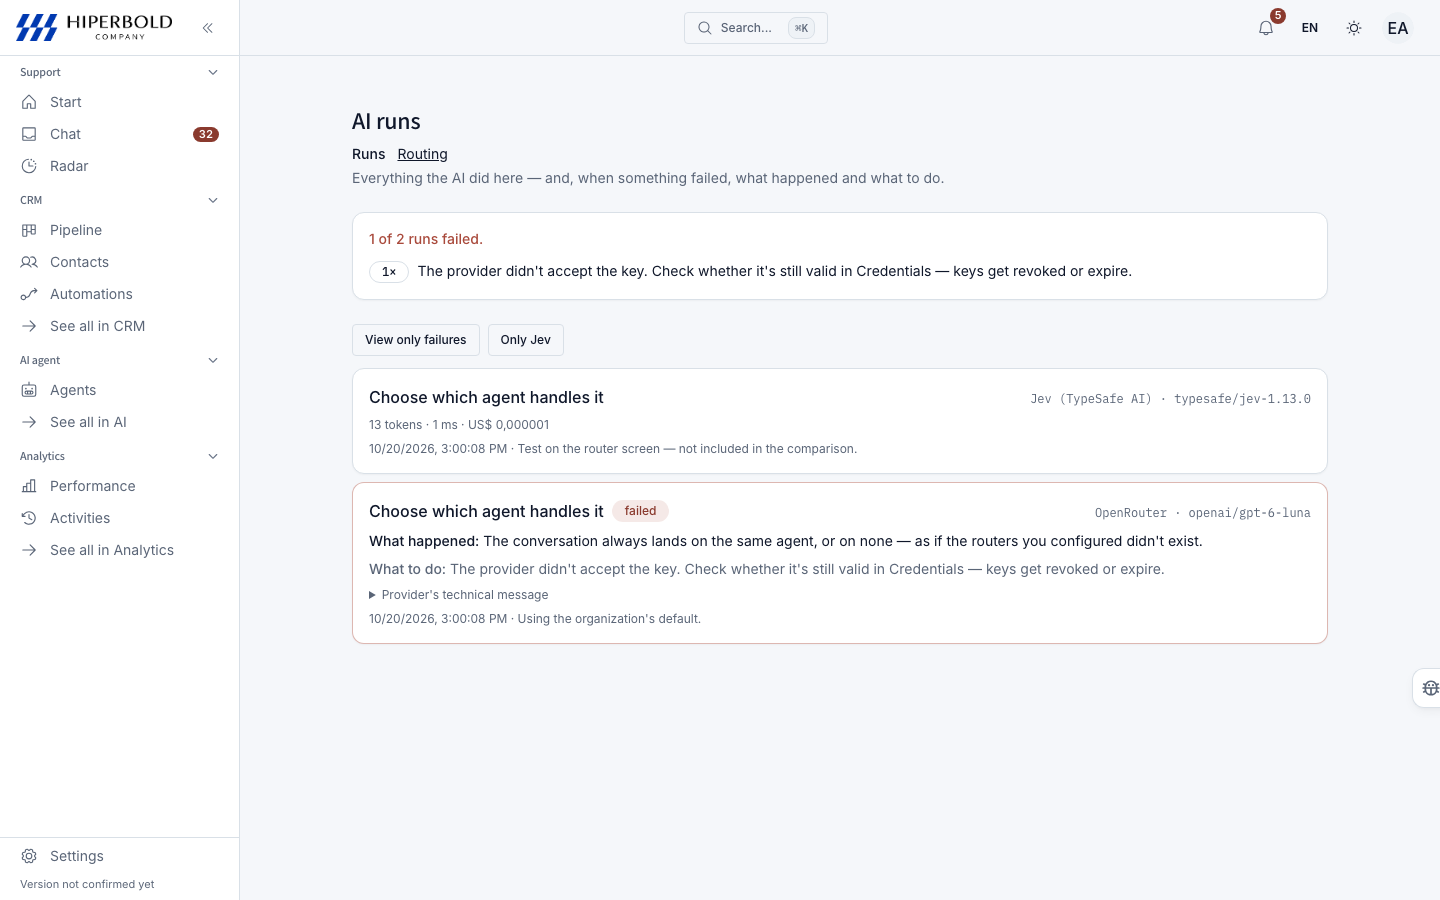 HIPERBOLD
COMPANY
Search...
⌘K
5
EN
EA
Support
Start
Chat
32
Radar
CRM
Pipeline
Contacts
Automations
See all in CRM
AI agent
Agents
See all in AI
Analytics
Performance
Activities
See all in Analytics
Settings
Version not confirmed yet
AI runs
Runs Routing
Everything the AI did here — and, when something failed, what happened and what to do.
1 of 2 runs failed.
1× The provider didn't accept the key. Check whether it's still valid in Credentials — keys get revoked or expire.
View only failures Only Jev
Choose which agent handles it Jev (TypeSafe AI) · typesafe/jev-1.13.0
13 tokens · 1 ms · US$ 0,000001
10/20/2026, 3:00:08 PM · Test on the router screen — not included in the comparison.
Choose which agent handles it failed OpenRouter · openai/gpt-6-luna
What happened: The conversation always lands on the same agent, or on none — as if the routers you configured didn't exist.
What to do: The provider didn't accept the key. Check whether it's still valid in Credentials — keys get revoked or expire.
Provider's technical message
10/20/2026, 3:00:08 PM · Using the organization's default.